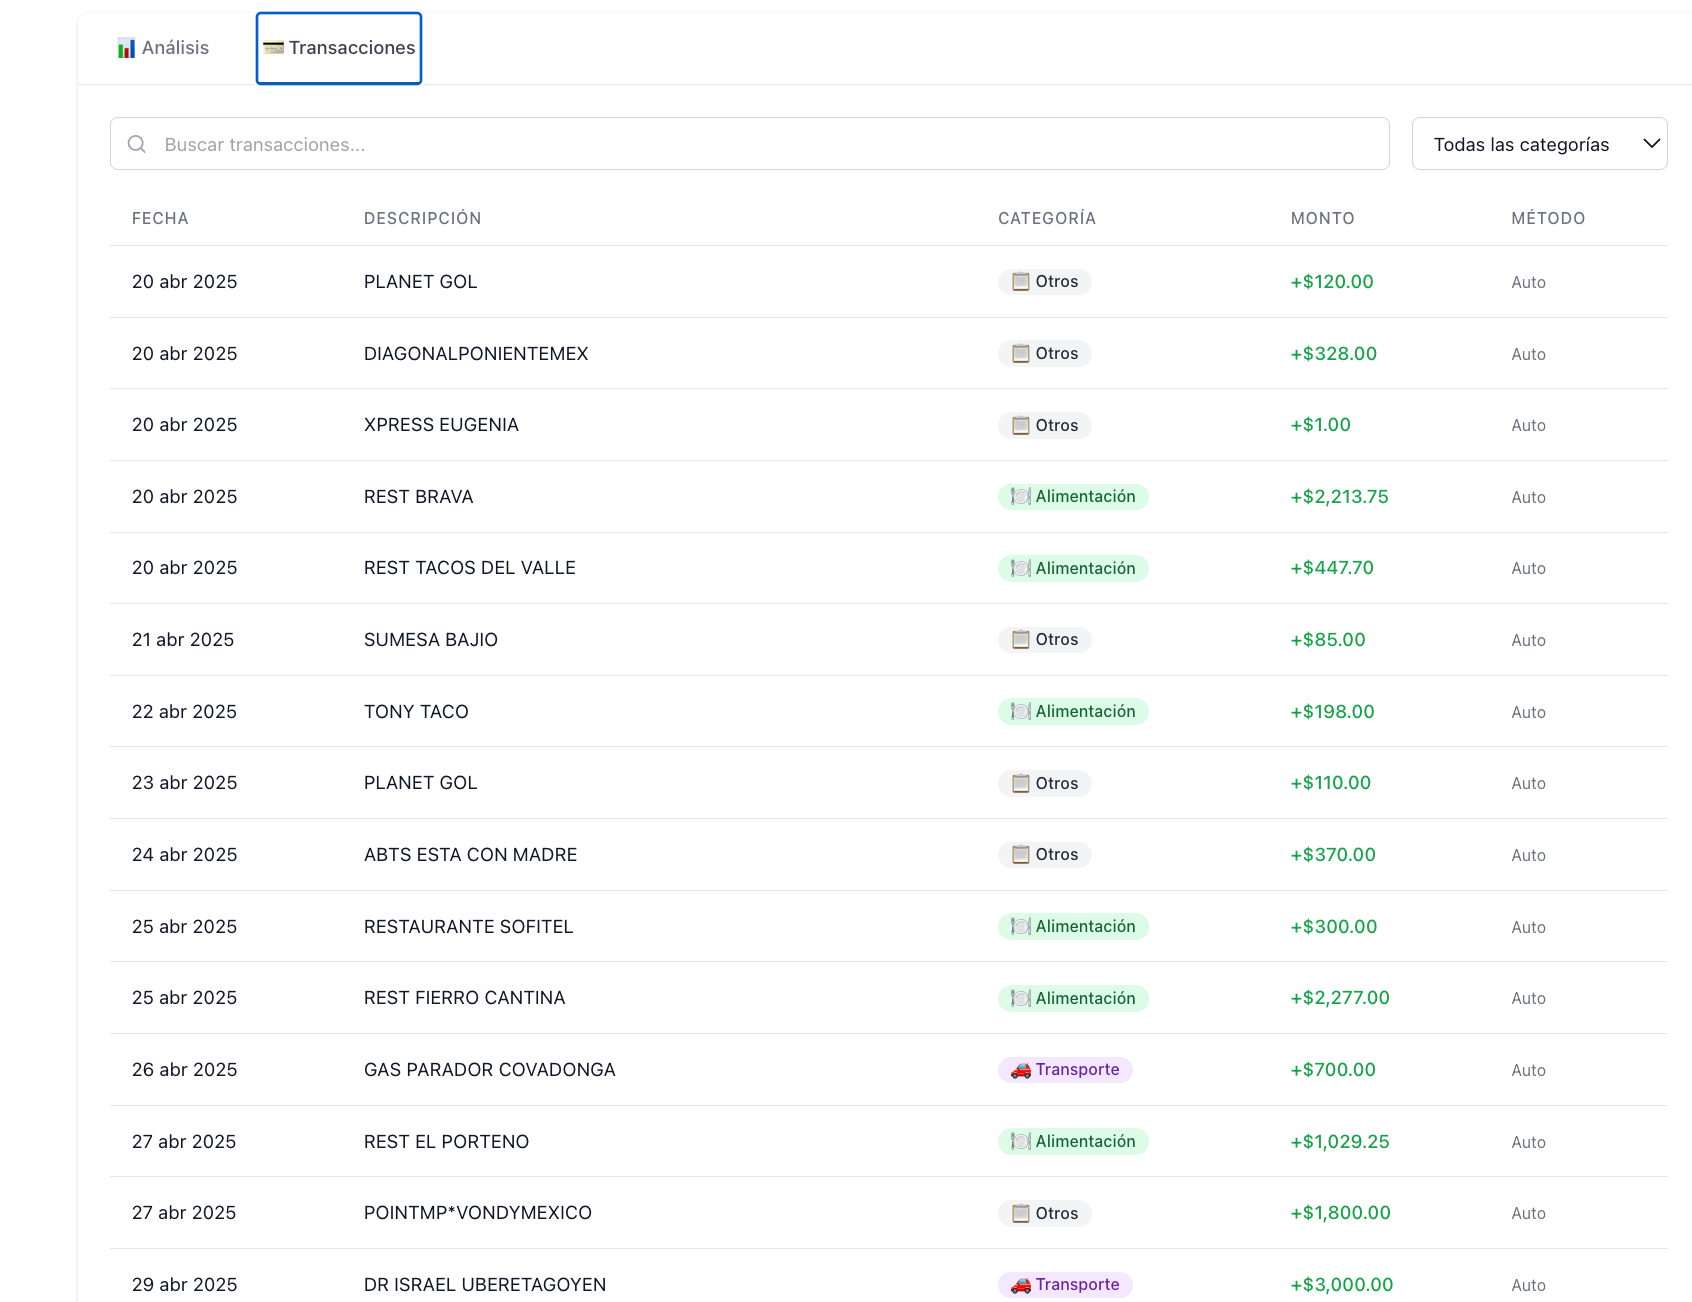 Análisis
Transacciones
Buscar transacciones...
Todas las categorías
FECHA DESCRIPCIÓN CATEGORÍA MONTO MÉTODO
20 abr 2025 PLANET GOL Otros +$120.00 Auto
20 abr 2025 DIAGONALPONIENTEMEX Otros +$328.00 Auto
20 abr 2025 XPRESS EUGENIA Otros +$1.00 Auto
20 abr 2025 REST BRAVA Alimentación +$2,213.75 Auto
20 abr 2025 REST TACOS DEL VALLE Alimentación +$447.70 Auto
21 abr 2025 SUMESA BAJIO Otros +$85.00 Auto
22 abr 2025 TONY TACO Alimentación +$198.00 Auto
23 abr 2025 PLANET GOL Otros +$110.00 Auto
24 abr 2025 ABTS ESTA CON MADRE Otros +$370.00 Auto
25 abr 2025 RESTAURANTE SOFITEL Alimentación +$300.00 Auto
25 abr 2025 REST FIERRO CANTINA Alimentación +$2,277.00 Auto
26 abr 2025 GAS PARADOR COVADONGA Transporte +$700.00 Auto
27 abr 2025 REST EL PORTENO Alimentación +$1,029.25 Auto
27 abr 2025 POINTMP*VONDYMEXICO Otros +$1,800.00 Auto
29 abr 2025 DR ISRAEL UBERETAGOYEN Transporte +$3,000.00 Auto